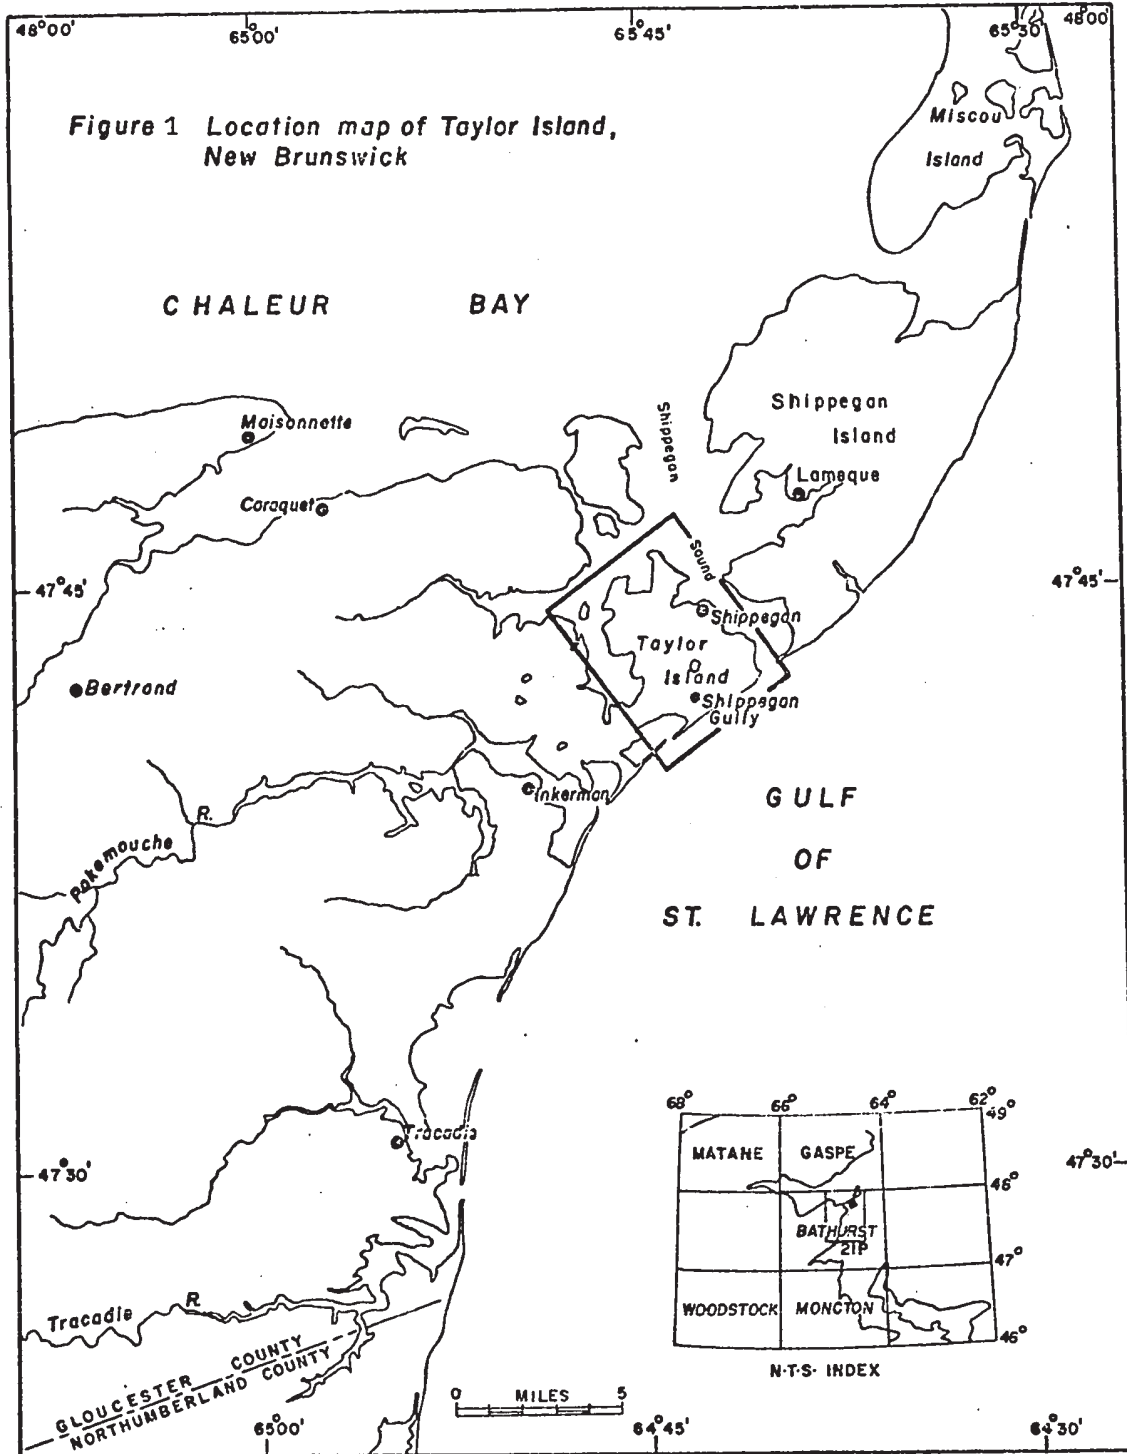 48°00'
65°00'
65°45'
65°30'
48°00'
Figure 1 Location map of Taylor Island,
New Brunswick
Miscou
Island
CHALEUR BAY
Shippegan
Island
Maisonnette
Shippegan
Sound
Lameque
Caraquet
47°45'
47°45'
Shippegan
Taylor
Island
Bertrand
Shippegan
Gully
Inkerman
GULF
OF
ST. LAWRENCE
Pokemouche R.
Tracadie
47°30'
47°30'
68° 66° 64° 62°
49°
MATANE GASPE
48°
BATHURST
21P
47°
WOODSTOCK MONCTON
46°
N·T·S· INDEX
Tracadie R.
GLOUCESTER COUNTY
NORTHUMBERLAND COUNTY
0 MILES 5
65°00'
64°45'
64°30'